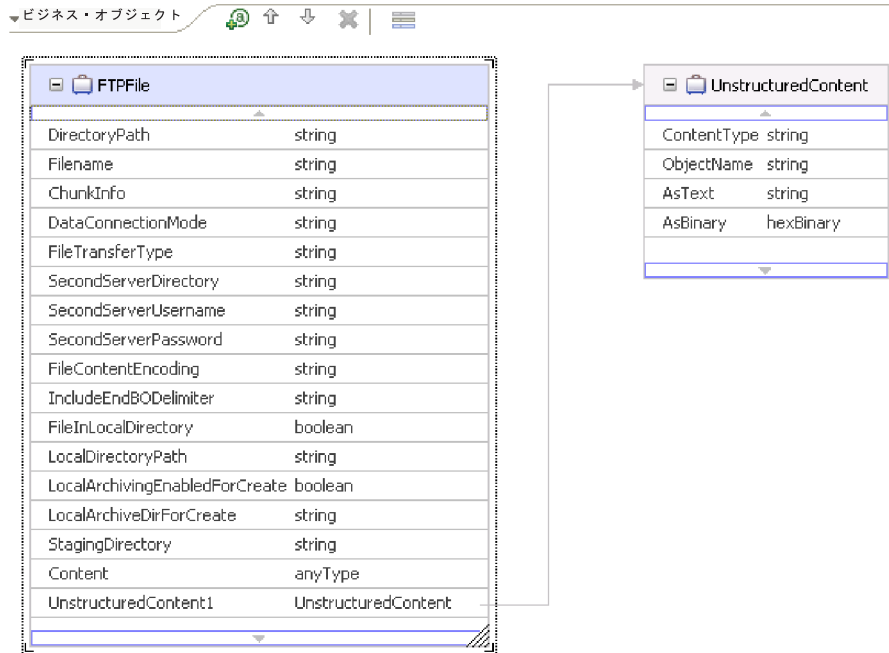 ビジネス・オブジェクト
FTPFile
DirectoryPath string
Filename string
ChunkInfo string
DataConnectionMode string
FileTransferType string
SecondServerDirectory string
SecondServerUsername string
SecondServerPassword string
FileContentEncoding string
IncludeEndBODelimiter string
FileInLocalDirectory boolean
LocalDirectoryPath string
LocalArchivingEnabledForCreate boolean
LocalArchiveDirForCreate string
StagingDirectory string
Content anyType
UnstructuredContent1 UnstructuredContent
UnstructuredContent
ContentType string
ObjectName string
AsText string
AsBinary hexBinary